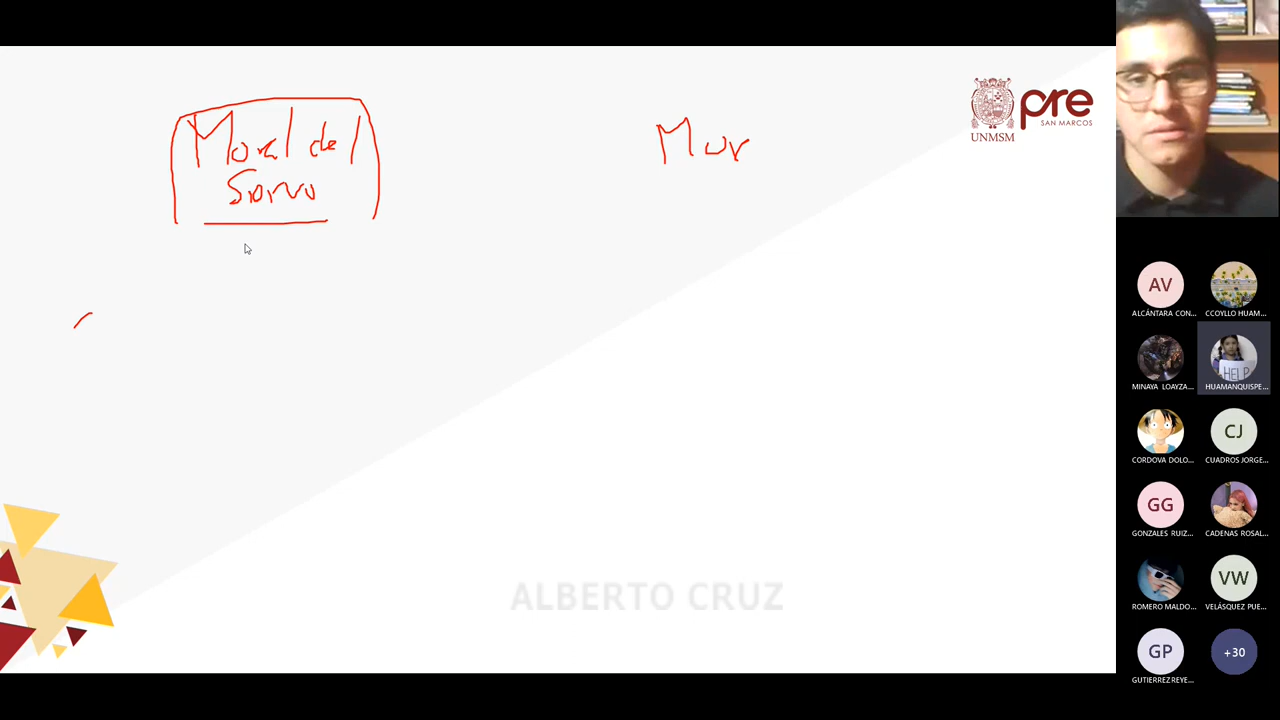 Moral del
Siervo
Mor
pre
SAN MARCOS
UNMSM
ALBERTO CRUZ
AV
ALCÁNTARA CON...
CCOYLLO HUAM...
MINAYA LOAYZA...
HELP
HUAMANQUISPE...
CORDOVA DOLO...
CJ
CUADROS JORGE...
GG
GONZALES RUIZ...
CADENAS ROSAL...
ROMERO MALDO...
VW
VELÁSQUEZ PUE...
GP
GUTIERREZ REYE...
+30